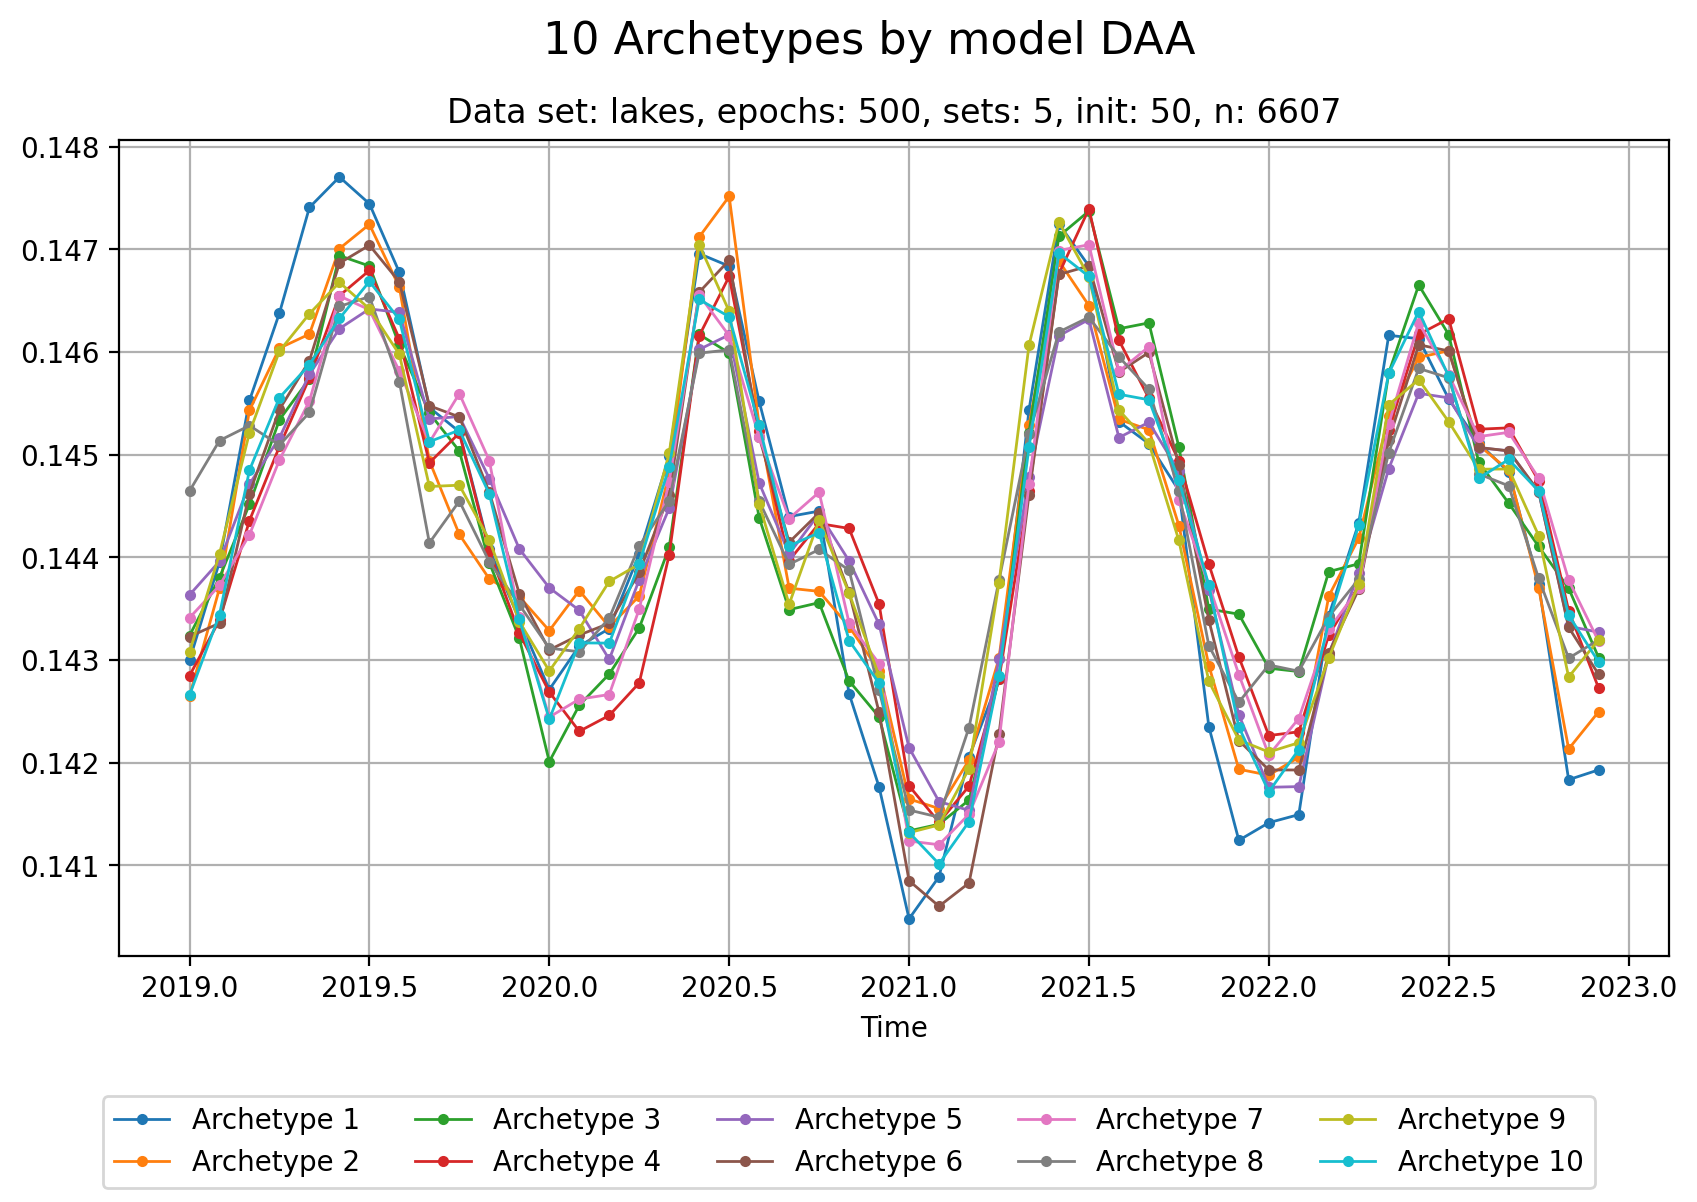 10 Archetypes by model DAA
Data set: lakes, epochs: 500, sets: 5, init: 50, n: 6607
0.148
0.147
0.146
0.145
0.144
0.143
0.142
0.141
2019.0 2019.5 2020.0 2020.5 2021.0 2021.5 2022.0 2022.5 2023.0
Time
Archetype 1 Archetype 3 Archetype 5 Archetype 7 Archetype 9
Archetype 2 Archetype 4 Archetype 6 Archetype 8 Archetype 10